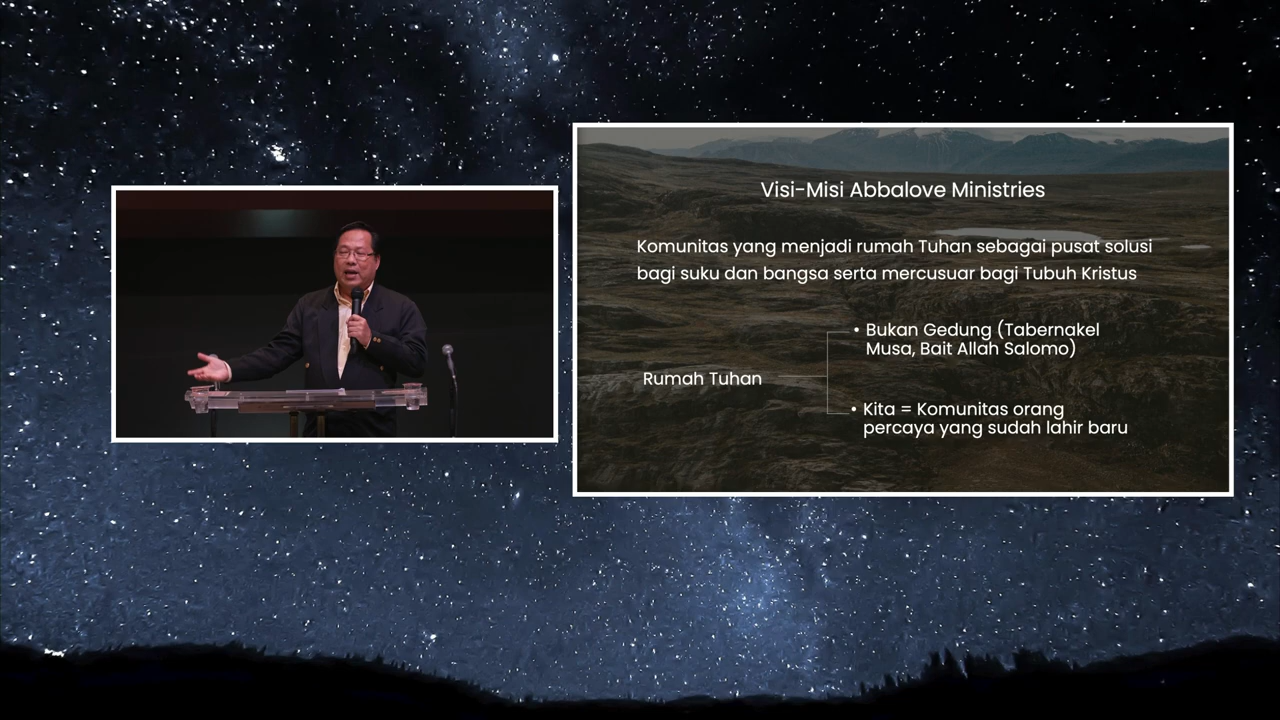 Visi-Misi Abbalove Ministries
Komunitas yang menjadi rumah Tuhan sebagai pusat solusi
bagi suku dan bangsa serta mercusuar bagi Tubuh Kristus
Rumah Tuhan
• Bukan Gedung (Tabernakel
Musa, Bait Allah Salomo)
• Kita = Komunitas orang
percaya yang sudah lahir baru